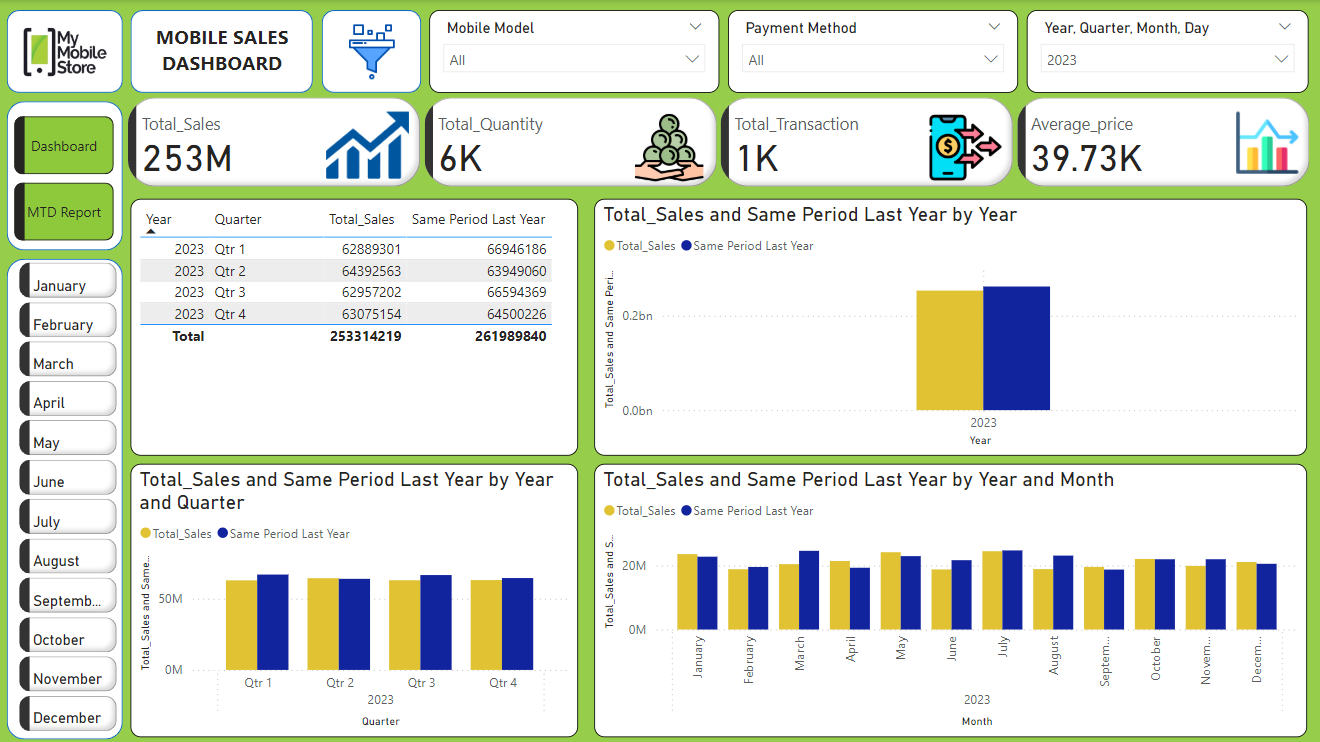 My
Mobile
Store
MOBILE SALES
DASHBOARD
Mobile Model
All
Payment Method
All
Year, Quarter, Month, Day
2023
Dashboard
MTD Report
January
February
March
April
May
June
July
August
Septemb...
October
November
December
Total_Sales
253M
Total_Quantity
6K
Total_Transaction
$
1K
Average_price
39.73K
Year Quarter Total_Sales Same Period Last Year
2023 Qtr 1 62889301 66946186
2023 Qtr 2 64392563 63949060
2023 Qtr 3 62957202 66594369
2023 Qtr 4 63075154 64500226
Total 253314219 261989840
Total_Sales and Same Period Last Year by Year
Total_Sales Same Period Last Year
Total_Sales and Same Peri...
0.2bn
0.0bn
2023
Year
Total_Sales and Same Period Last Year by Year
and Quarter
Total_Sales Same Period Last Year
Total_Sales and Same...
50M
0M
Qtr 1 Qtr 2 Qtr 3 Qtr 4
2023
Quarter
Total_Sales and Same Period Last Year by Year and Month
Total_Sales Same Period Last Year
Total_Sales and S...
20M
0M
January February March April May June July August Septem... October Novem... Decem...
2023
Month